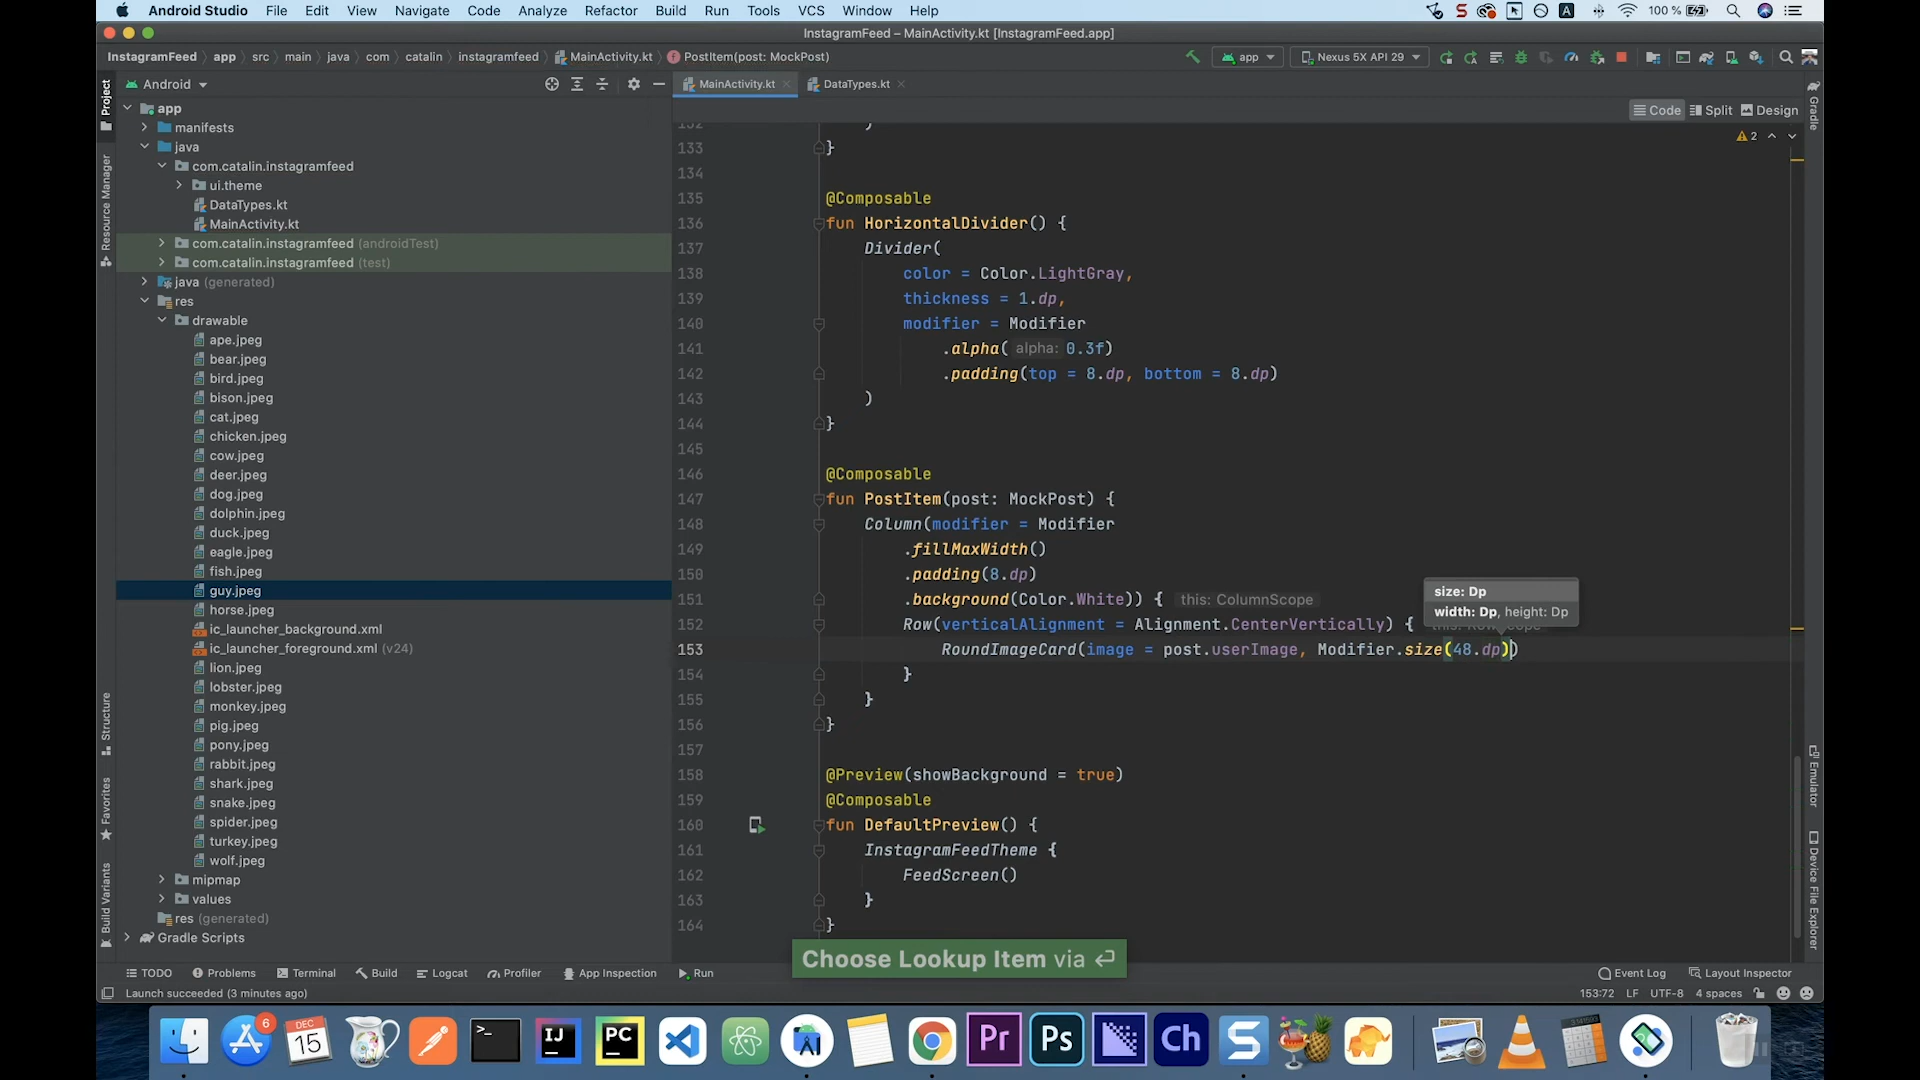 Android Studio File Edit View Navigate Code Analyze Refactor Build Run Tools VCS Window Help 100 %
InstagramFeed – MainActivity.kt [InstagramFeed.app]
InstagramFeed app src main java com catalin instagramfeed MainActivity.kt PostItem(post: MockPost) app Nexus 5X API 29
Android MainActivity.kt DataTypes.kt
Code Split Design
2
Project
Resource Manager
Structure
Favorites
Build Variants
app
manifests
java
com.catalin.instagramfeed
ui.theme
DataTypes.kt
MainActivity.kt
com.catalin.instagramfeed (androidTest)
com.catalin.instagramfeed (test)
java (generated)
res
drawable
ape.jpeg
bear.jpeg
bird.jpeg
bison.jpeg
cat.jpeg
chicken.jpeg
cow.jpeg
deer.jpeg
dog.jpeg
dolphin.jpeg
duck.jpeg
eagle.jpeg
fish.jpeg
guy.jpeg
horse.jpeg
ic_launcher_background.xml
ic_launcher_foreground.xml (v24)
lion.jpeg
lobster.jpeg
monkey.jpeg
pig.jpeg
pony.jpeg
rabbit.jpeg
shark.jpeg
snake.jpeg
spider.jpeg
turkey.jpeg
wolf.jpeg
mipmap
values
res (generated)
Gradle Scripts
133 }
134
135 @Composable
136 fun HorizontalDivider() {
137 Divider(
138 color = Color.LightGray,
139 thickness = 1.dp,
140 modifier = Modifier
141 .alpha( alpha: 0.3f)
142 .padding(top = 8.dp, bottom = 8.dp)
143 )
144 }
145
146 @Composable
147 fun PostItem(post: MockPost) {
148 Column(modifier = Modifier
149 .fillMaxWidth()
150 .padding(8.dp)
151 .background(Color.White)) { this: ColumnScope
size: Dp
width: Dp, height: Dp
152 Row(verticalAlignment = Alignment.CenterVertically) {
153 RoundImageCard(image = post.userImage, Modifier.size(48.dp))
154 }
155 }
156 }
157
158 @Preview(showBackground = true)
159 @Composable
160 fun DefaultPreview() {
161 InstagramFeedTheme {
162 FeedScreen()
163 }
164 }
Gradle
Emulator
Device File Explorer
Choose Lookup Item via ⏎
TODO Problems Terminal Build Logcat Profiler App Inspection Run Event Log Layout Inspector
Launch succeeded (3 minutes ago) 153:72 LF UTF-8 4 spaces
6
DEC
15
IJ
PC
Pr
Ps
Ch
S